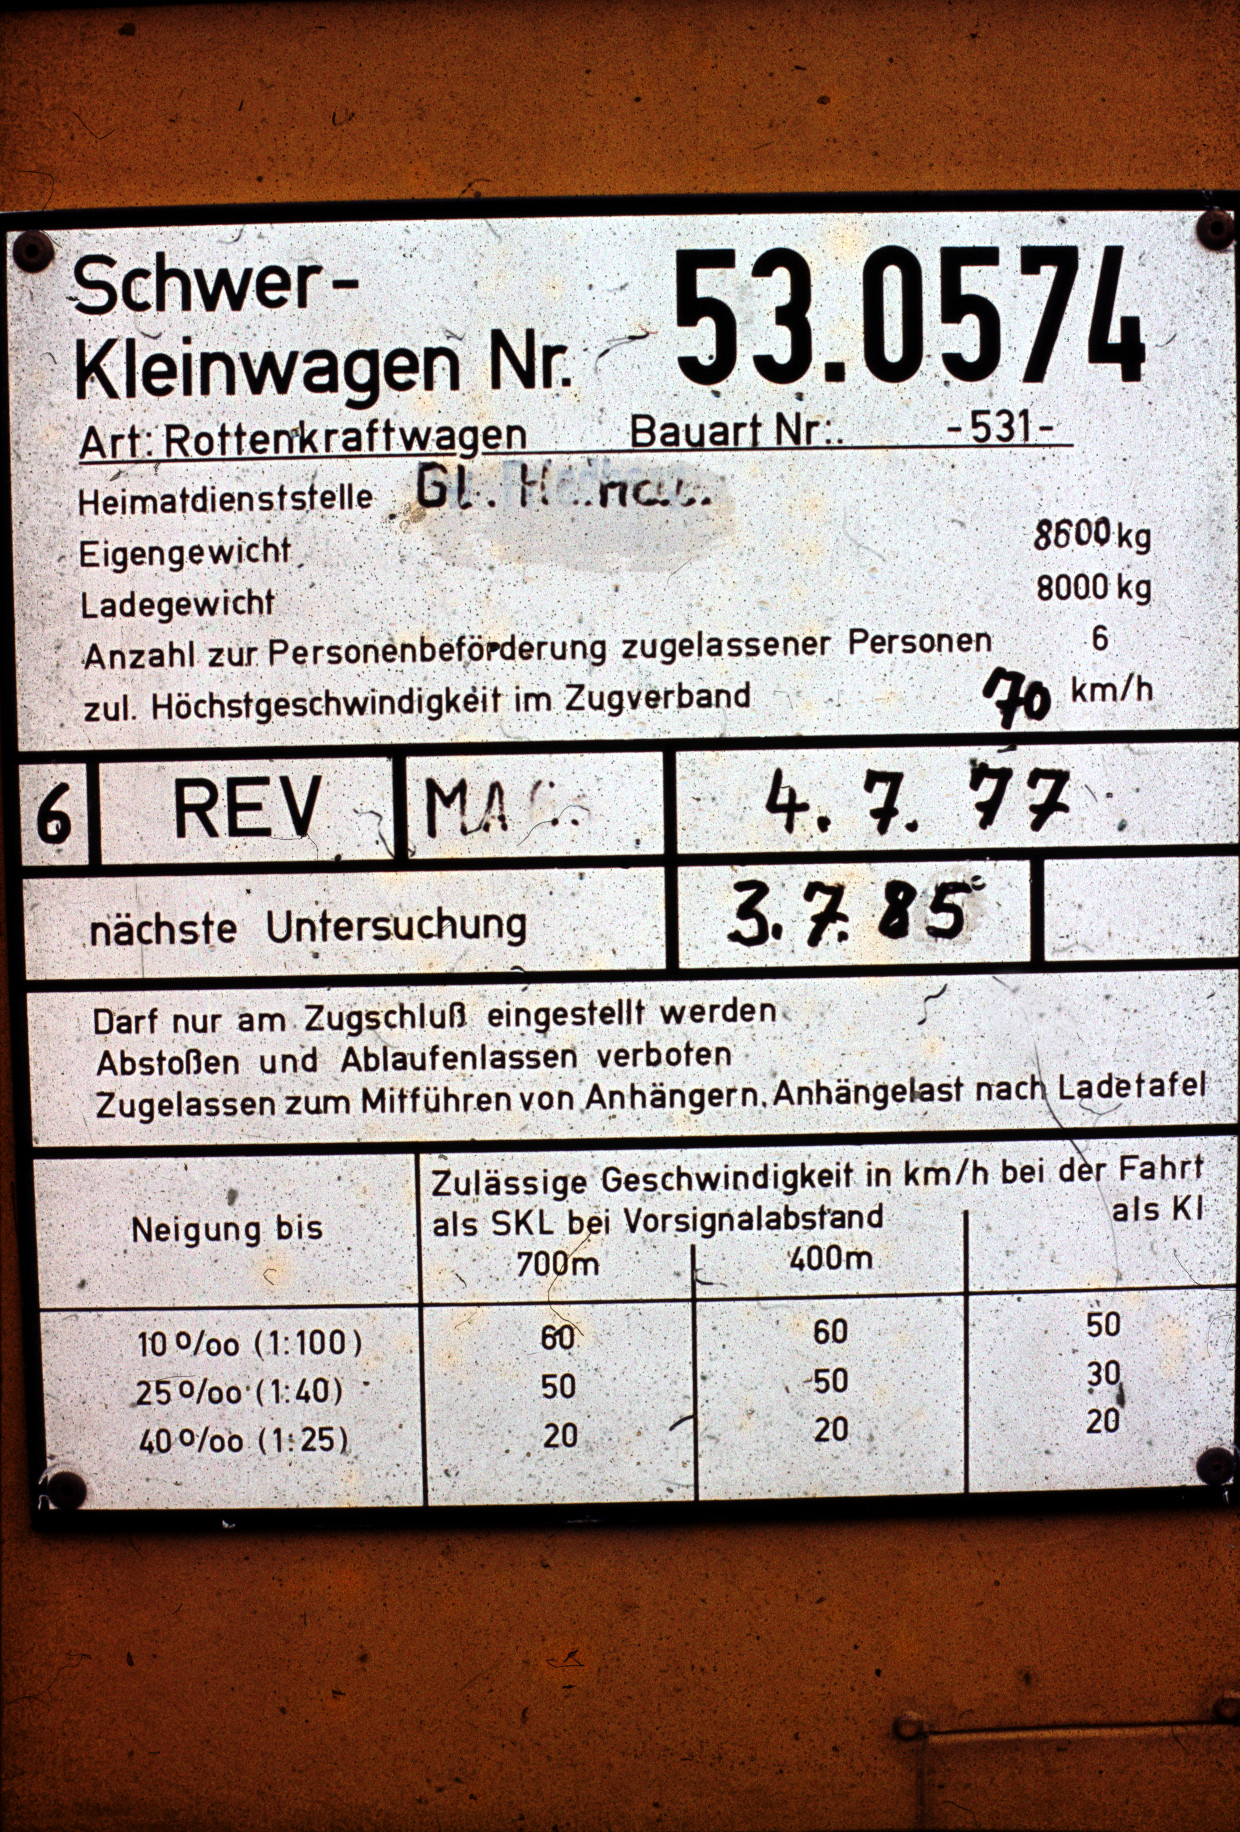 Schwer-
Kleinwagen Nr. 53.0574
Art: Rottenkraftwagen Bauart Nr.: -531-
Heimatdienststelle Gl.
Eigengewicht 8600 kg
Ladegewicht 8000 kg
Anzahl zur Personenbeförderung zugelassener Personen 6
zul. Höchstgeschwindigkeit im Zugverband 70 km/h
6 REV 4.7.77
nächste Untersuchung 3.7.85
Darf nur am Zugschluß eingestellt werden
Abstoßen und Ablaufenlassen verboten
Zugelassen zum Mitführen von Anhängern. Anhängelast nach Ladetafel
Zulässige Geschwindigkeit in km/h bei der Fahrt
Neigung bis als SKL bei Vorsignalabstand als Kl
700m 400m
10 o/oo (1:100) 60 60 50
25 o/oo (1:40) 50 50 30
40 o/oo (1:25) 20 20 20